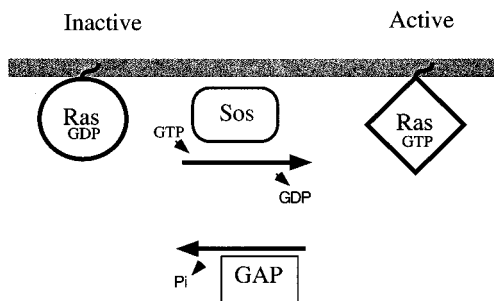 Inactive
Active
Ras
GDP
Sos
Ras
GTP
GTP
GDP
Pi
GAP